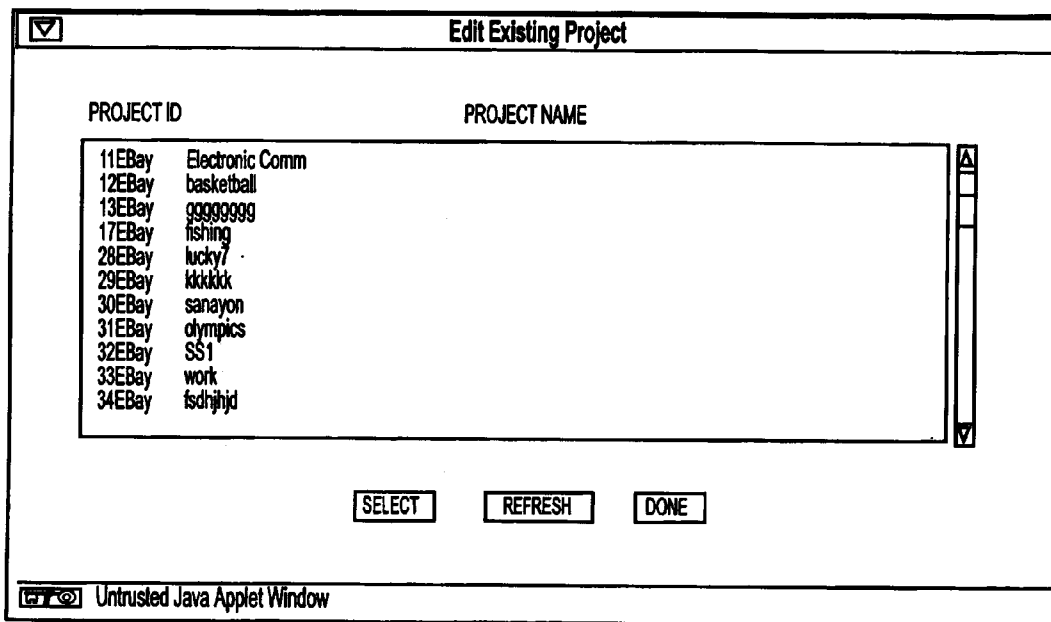 Edit Existing Project
PROJECT ID PROJECT NAME
11EBay Electronic Comm
12EBay basketball
13EBay gggggggg
17EBay fishing
28EBay lucky7
29EBay kkkkkk
30EBay sanayon
31EBay olympics
32EBay SS1
33EBay work
34EBay fsdhjhjd
SELECT REFRESH DONE
Untrusted Java Applet Window